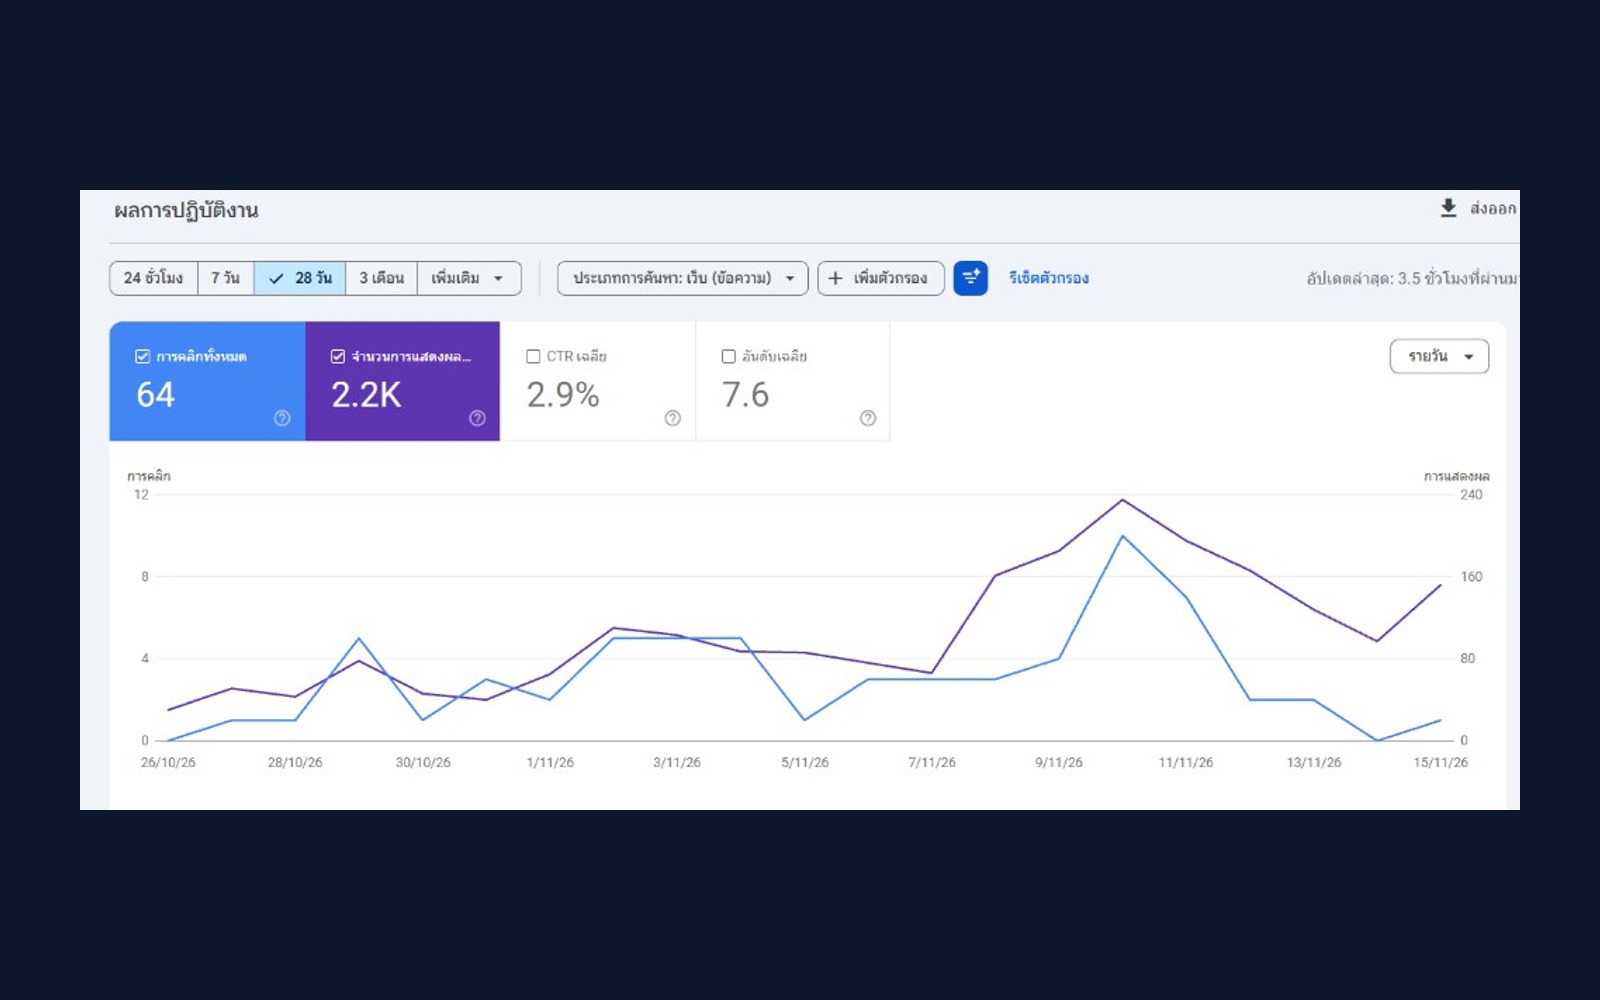 ผลการปฏิบัติงาน
ส่งออก
24 ชั่วโมง 7 วัน 28 วัน 3 เดือน เพิ่มเติม ประเภทการค้นหา: เว็บ (ข้อความ) เพิ่มตัวกรอง รีเซ็ตตัวกรอง อัปเดตล่าสุด: 3.5 ชั่วโมงที่ผ่านมา
การคลิกทั้งหมด จำนวนการแสดงผล... CTR เฉลี่ย อันดับเฉลี่ย รายวัน
64 2.2K 2.9% 7.6
การคลิก การแสดงผล
12 240
8 160
4 80
0 0
26/10/26 28/10/26 30/10/26 1/11/26 3/11/26 5/11/26 7/11/26 9/11/26 11/11/26 13/11/26 15/11/26